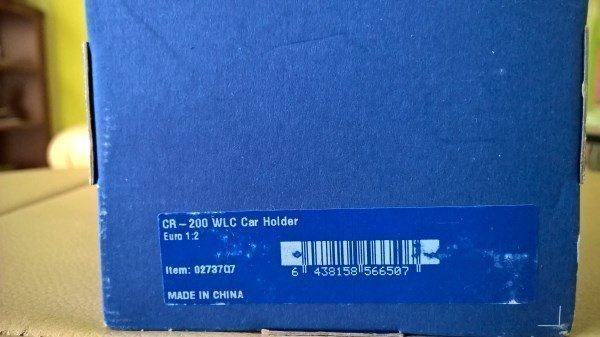 CR-200 WLC Car Holder
Euro 1:2
Item: 0273707
6 438158 566507
MADE IN CHINA